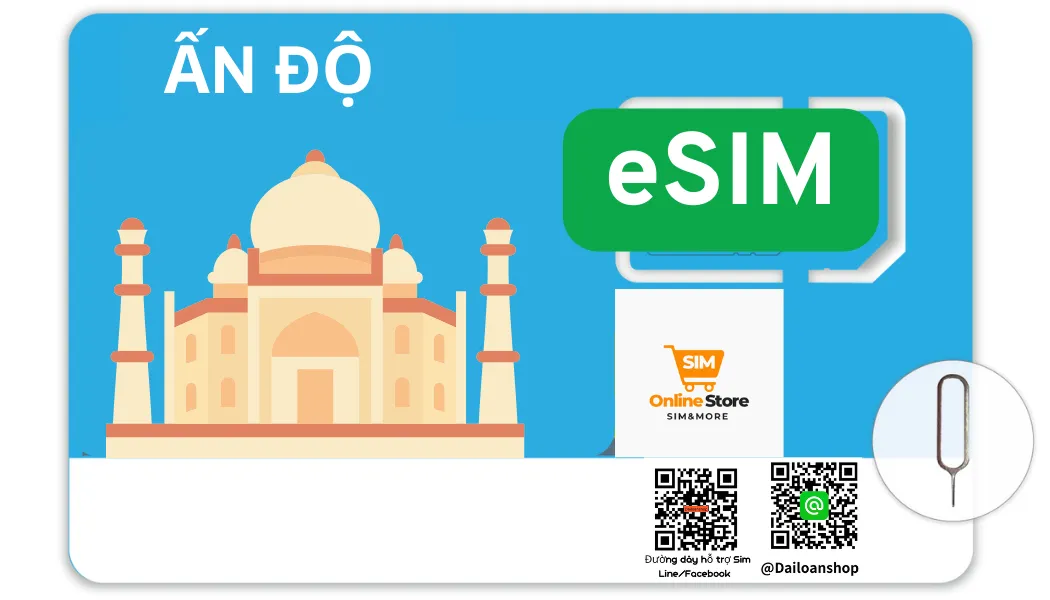 ẤN ĐỘ
eSIM
SIM
Online Store
SIM&MORE
Đường dây hỗ trợ Sim
Line/Facebook
@Dailoanshop